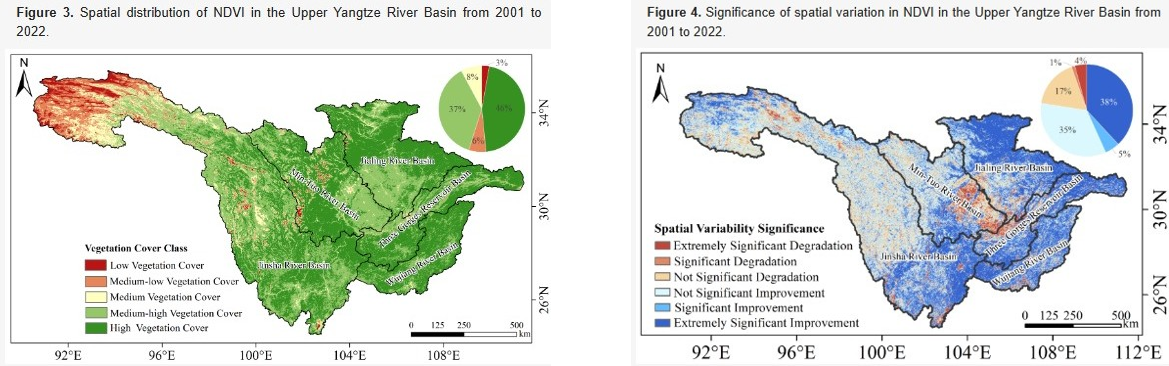 Figure 3. Spatial distribution of NDVI in the Upper Yangtze River Basin from 2001 to
2022.
N
3%
8%
37%
46%
6%
34°N
30°N
26°N
Jialing River Basin
Min-Tuo River Basin
Three Gorges Reservoir Basin
Jinsha River Basin
Wujiang River Basin
Vegetation Cover Class
Low Vegetation Cover
Medium-low Vegetation Cover
Medium Vegetation Cover
Medium-high Vegetation Cover
High Vegetation Cover
0 125 250 500
km
92°E 96°E 100°E 104°E 108°E
Figure 4. Significance of spatial variation in NDVI in the Upper Yangtze River Basin from
2001 to 2022.
N
1% 4%
17%
38%
35%
5%
34°N
30°N
26°N
Jialing River Basin
Min-Tuo River Basin
Three Gorges Reservoir Basin
Jinsha River Basin
Wujiang River Basin
Spatial Variability Significance
Extremely Significant Degradation
Significant Degradation
Not Significant Degradation
Not Significant Improvement
Significant Improvement
Extremely Significant Improvement
0 125 250 500
km
92°E 96°E 100°E 104°E 108°E 112°E